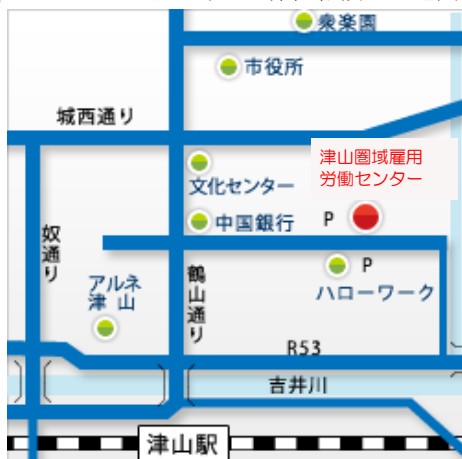 衆楽園
市役所
城西通り
津山圏域雇用
労働センター
文化センター
中国銀行
P
奴通り
アルネ
津山
鶴山通り
P
ハローワーク
R53
吉井川
津山駅